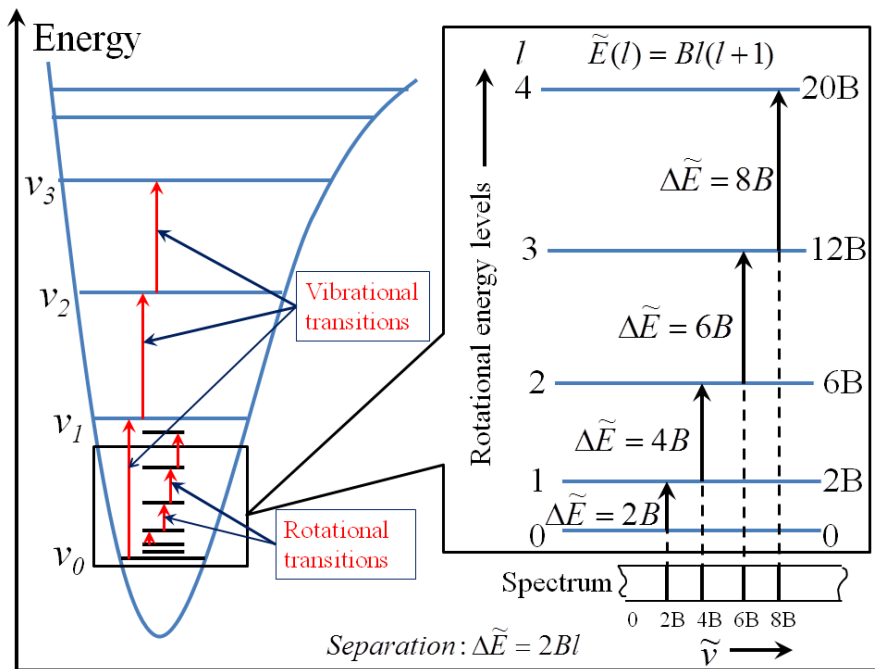 Energy
v₃
v₂
v₁
v₀
Vibrational
transitions
Rotational
transitions
Separation: ΔẼ = 2Bl
l
Ẽ(l) = Bl(l+1)
Rotational energy levels
4
20B
ΔẼ = 8B
3
12B
ΔẼ = 6B
2
6B
ΔẼ = 4B
1
2B
ΔẼ = 2B
0
0
Spectrum
0 2B 4B 6B 8B
ṽ